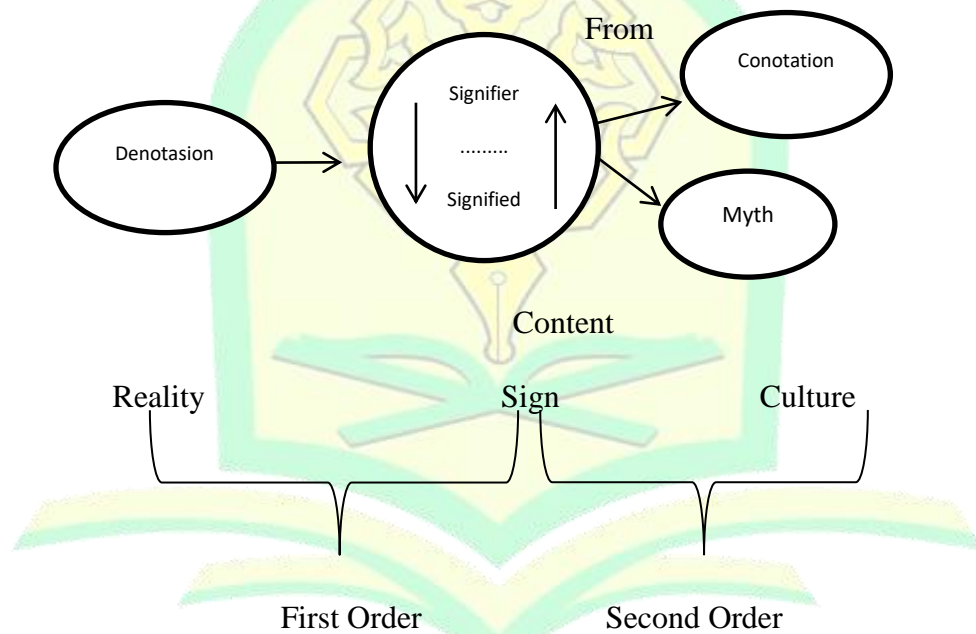 From
Conotation
Signifier
Denotasion
.........
Signified
Myth
Content
Reality Sign Culture
First Order Second Order